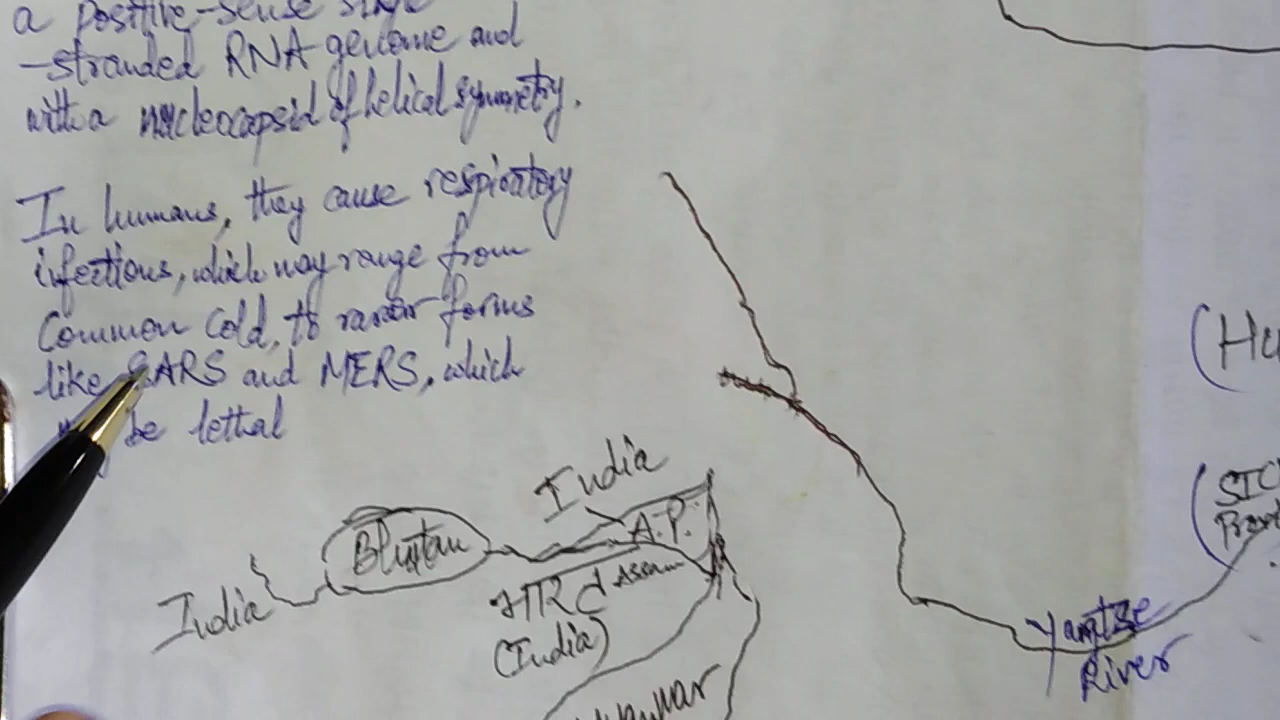 a positive-sense single
-stranded RNA genome and
with a nucleocapsid of helical symmetry.
In humans, they cause respiratory
infections, which may range from
Common Cold, to rarer forms
like SARS and MERS, which
be lethal
India
A.P.
Bhutan
Assam
India
(India)
Yangtse
River
(Hu
(SIC